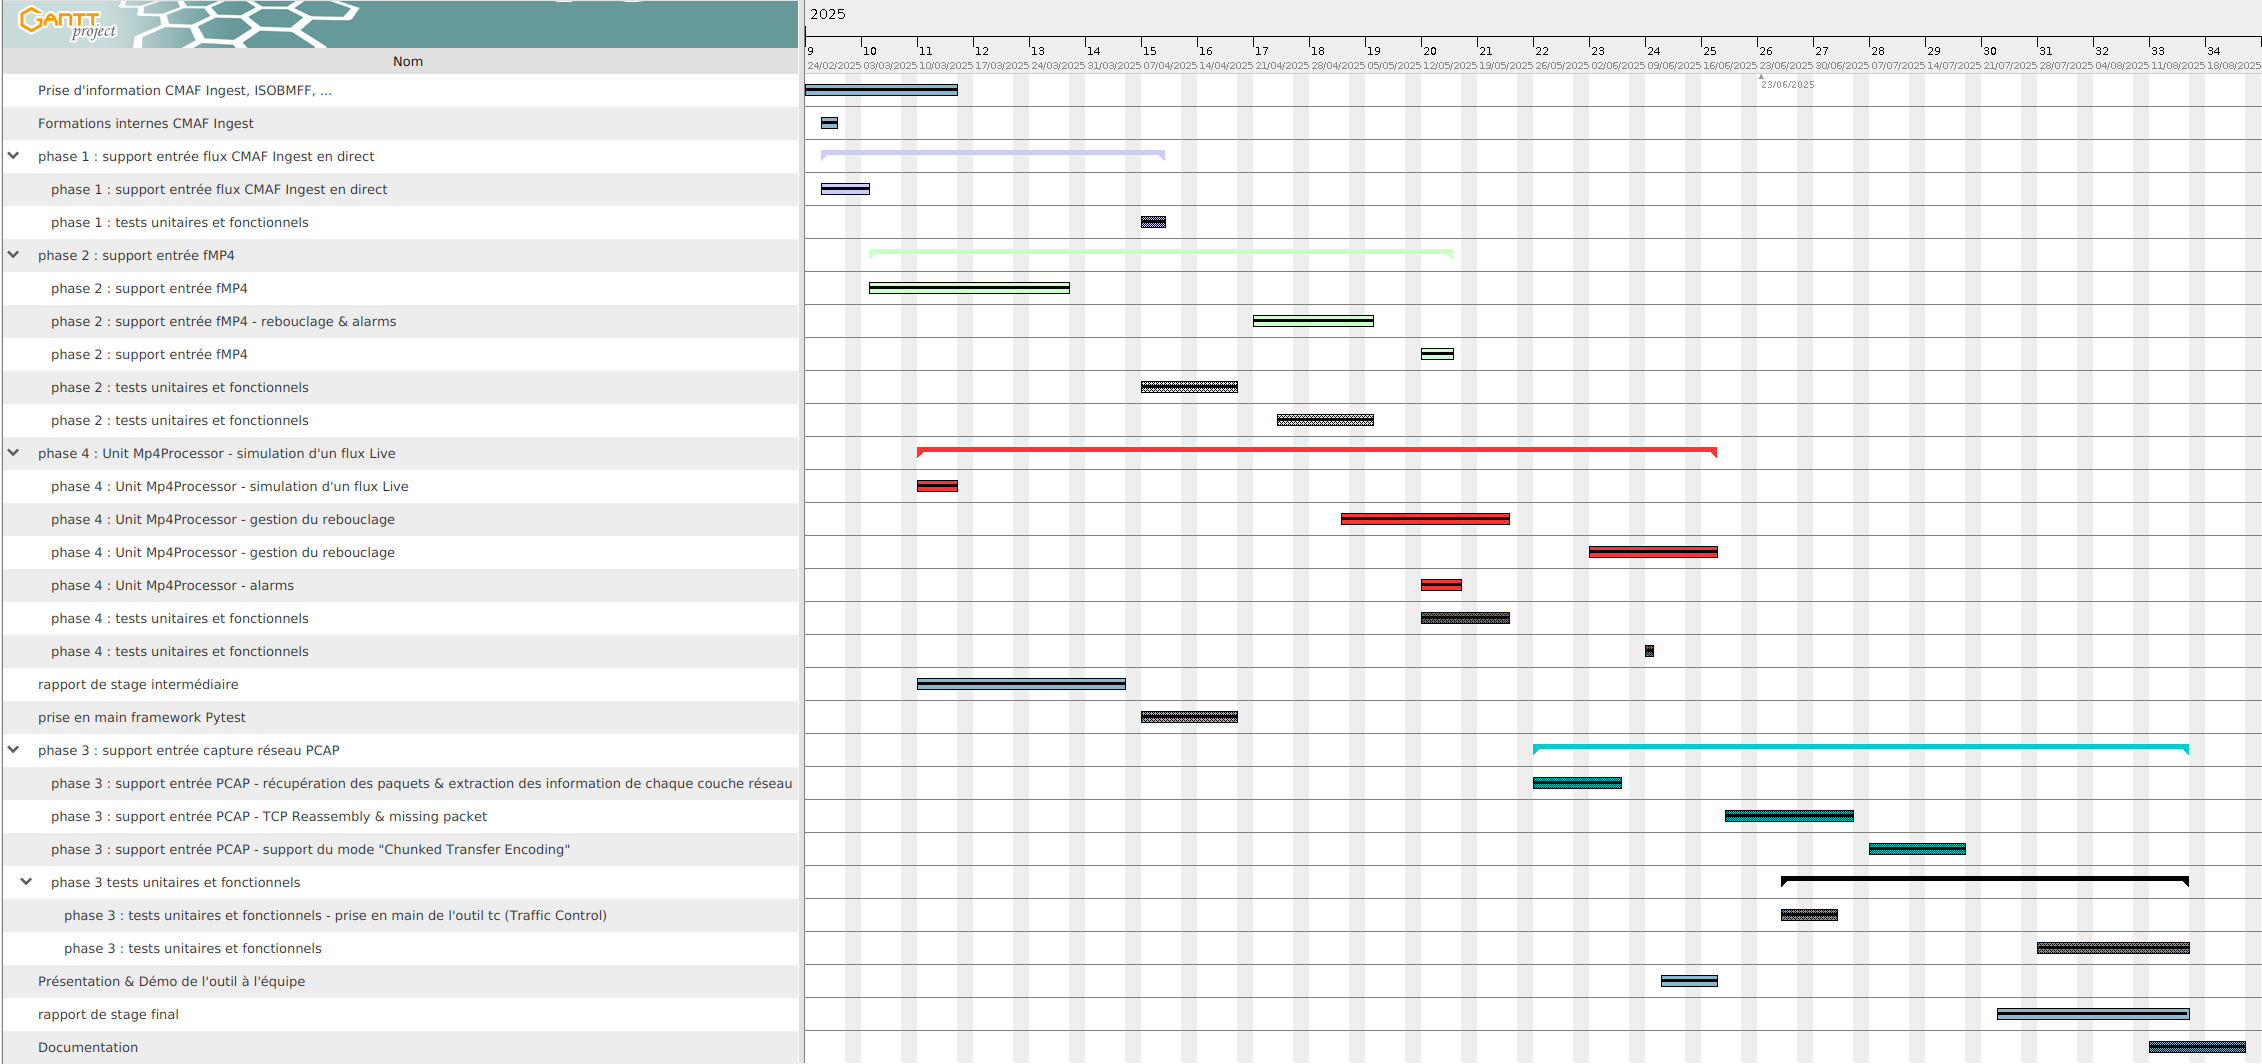 GANTT
project
2025
9 10 11 12 13 14 15 16 17 18 19 20 21 22 23 24 25 26 27 28 29 30 31 32 33 34
24/02/2025 03/03/2025 10/03/2025 17/03/2025 24/03/2025 31/03/2025 07/04/2025 14/04/2025 21/04/2025 28/04/2025 05/05/2025 12/05/2025 19/05/2025 26/05/2025 02/06/2025 09/06/2025 16/06/2025 23/06/2025 30/06/2025 07/07/2025 14/07/2025 21/07/2025 28/07/2025 04/08/2025 11/08/2025 18/08/2025
23/06/2025
Nom
Prise d'information CMAF Ingest, ISOBMFF, ...
Formations internes CMAF Ingest
phase 1 : support entrée flux CMAF Ingest en direct
phase 1 : support entrée flux CMAF Ingest en direct
phase 1 : tests unitaires et fonctionnels
phase 2 : support entrée fMP4
phase 2 : support entrée fMP4
phase 2 : support entrée fMP4 - rebouclage & alarms
phase 2 : support entrée fMP4
phase 2 : tests unitaires et fonctionnels
phase 2 : tests unitaires et fonctionnels
phase 4 : Unit Mp4Processor - simulation d'un flux Live
phase 4 : Unit Mp4Processor - simulation d'un flux Live
phase 4 : Unit Mp4Processor - gestion du rebouclage
phase 4 : Unit Mp4Processor - gestion du rebouclage
phase 4 : Unit Mp4Processor - alarms
phase 4 : tests unitaires et fonctionnels
phase 4 : tests unitaires et fonctionnels
rapport de stage intermédiaire
prise en main framework Pytest
phase 3 : support entrée capture réseau PCAP
phase 3 : support entrée PCAP - récupération des paquets & extraction des information de chaque couche réseau
phase 3 : support entrée PCAP - TCP Reassembly & missing packet
phase 3 : support entrée PCAP - support du mode "Chunked Transfer Encoding"
phase 3 tests unitaires et fonctionnels
phase 3 : tests unitaires et fonctionnels - prise en main de l'outil tc (Traffic Control)
phase 3 : tests unitaires et fonctionnels
Présentation & Démo de l'outil à l'équipe
rapport de stage final
Documentation